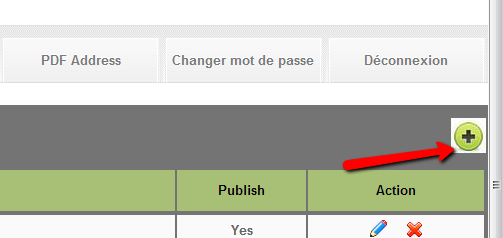 PDF Address Changer mot de passe Déconnexion
Publish Action
Yes